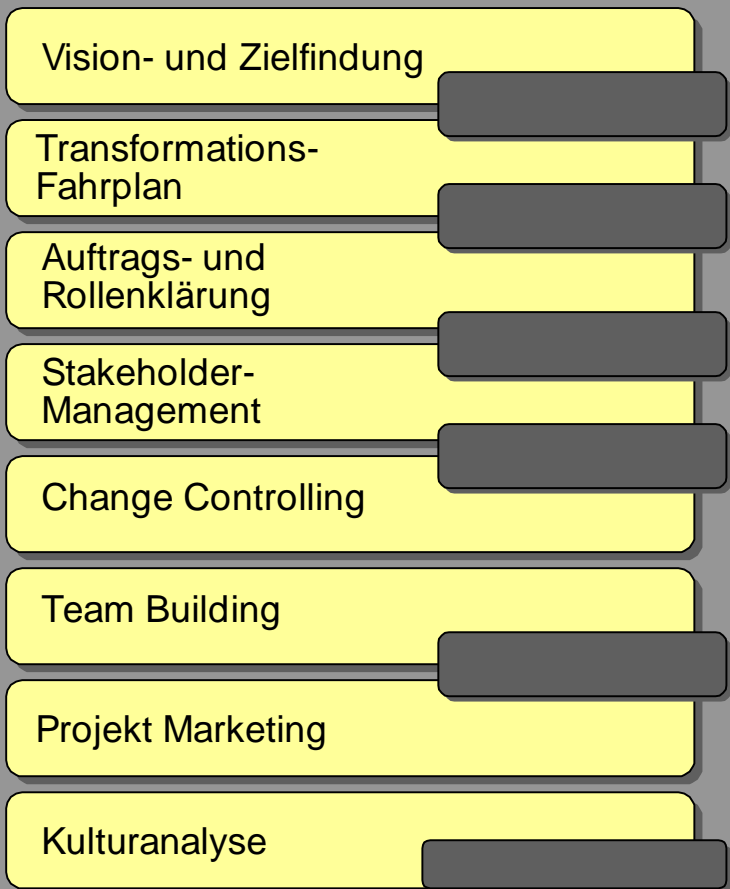 Vision- und Zielfindung
Transformations-
Fahrplan
Auftrags- und
Rollenklärung
Stakeholder-
Management
Change Controlling
Team Building
Projekt Marketing
Kulturanalyse